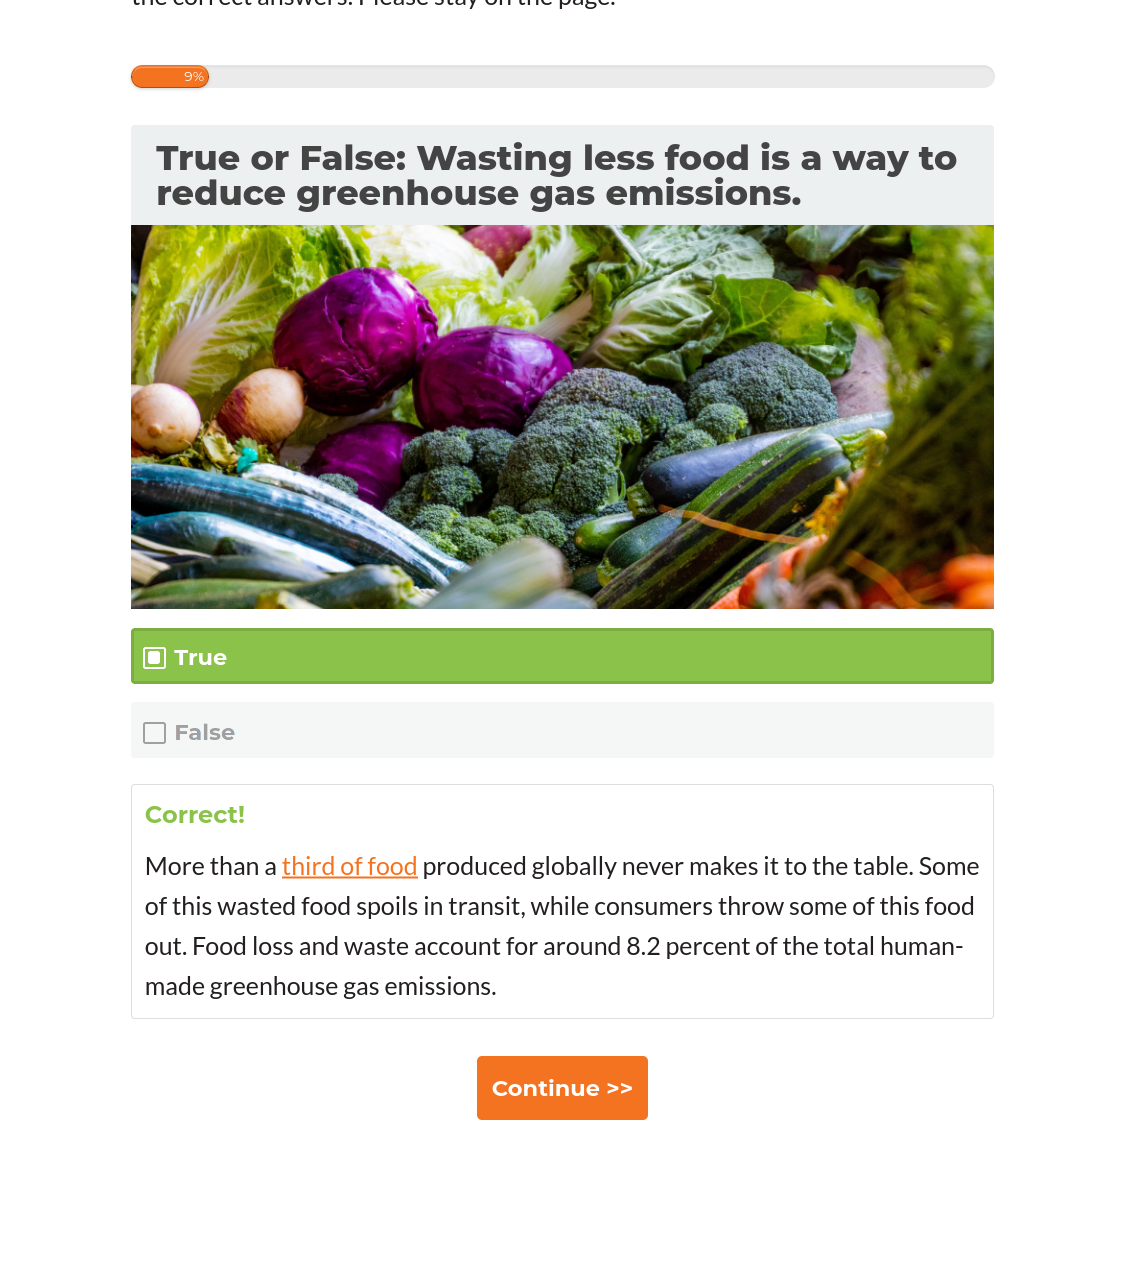 the correct answers. Please stay on the page.
9%
True or False: Wasting less food is a way to
reduce greenhouse gas emissions.
True
False
Correct!
More than a third of food produced globally never makes it to the table. Some
of this wasted food spoils in transit, while consumers throw some of this food
out. Food loss and waste account for around 8.2 percent of the total human-
made greenhouse gas emissions.
Continue >>